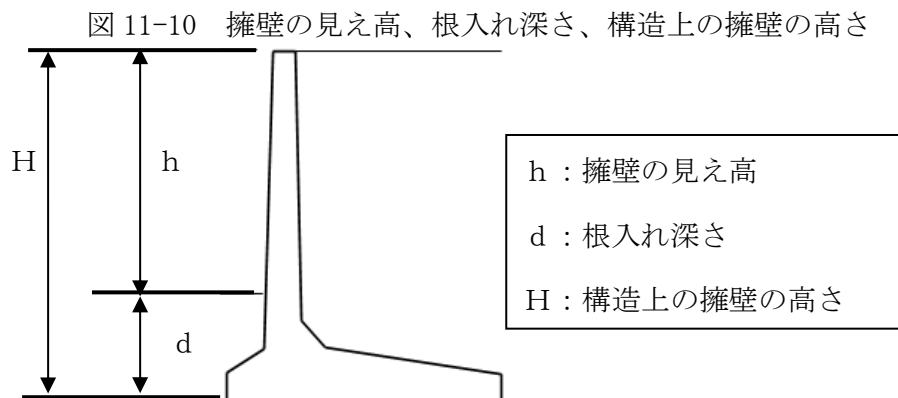 図 11-10　擁壁の見え高、根入れ深さ、構造上の擁壁の高さ
H
h
d
h：擁壁の見え高
d：根入れ深さ
H：構造上の擁壁の高さ